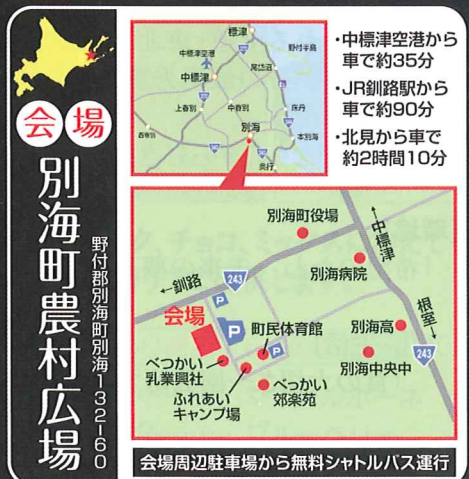 会場
別海町農村広場
野付郡別海町別海132-60
標津
中標津空港
野付半島
中標津
尾岱沼
上春別
中春別
床丹
西春別
別海
本別海
奥行
・中標津空港から
車で約35分
・JR釧路駅から
車で約90分
・北見から車で
約2時間10分
別海町役場
←中標津
別海病院
←釧路
243
P
会場
P
町民体育館
P
根室→
別海高
243
べつかい
乳業興社
別海中央中
ふれあい
キャンプ場
べっかい
郊楽苑
会場周辺駐車場から無料シャトルバス運行